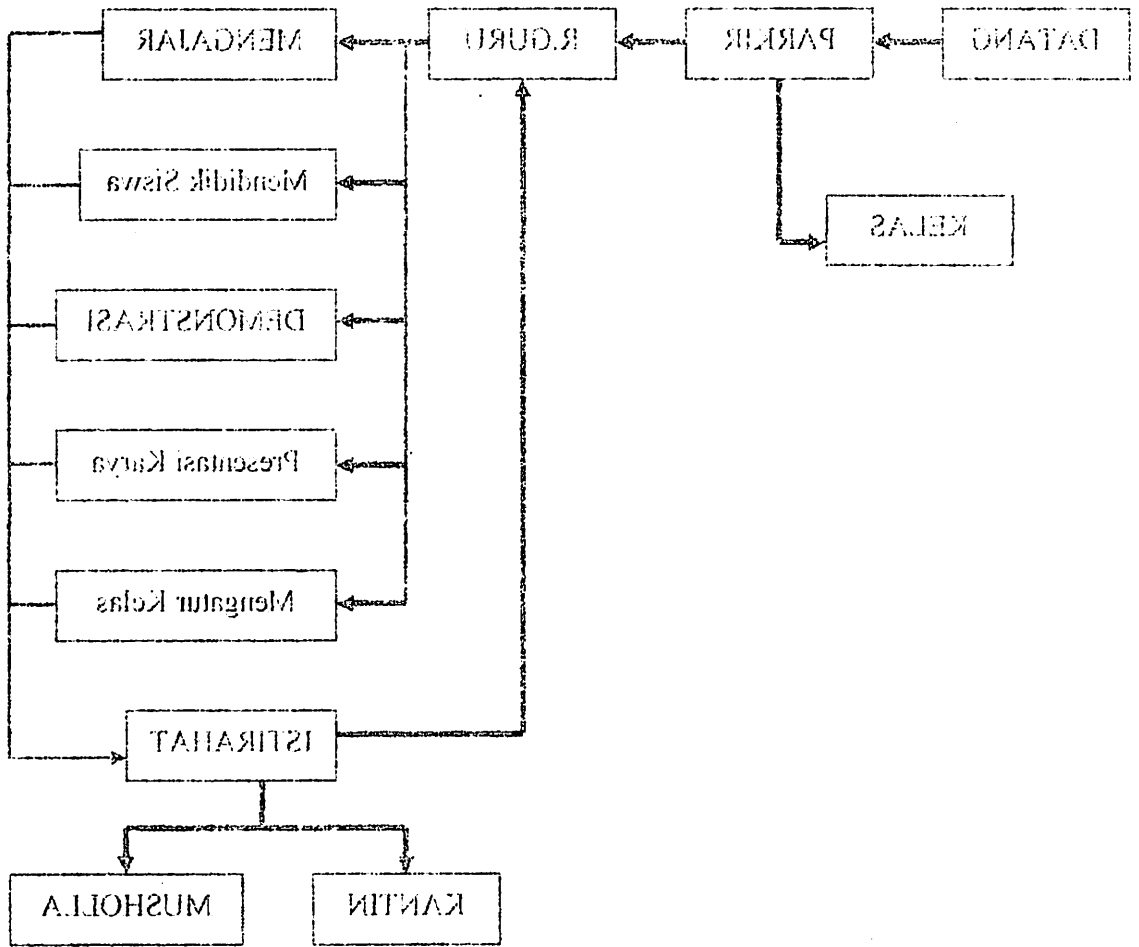 DATANG
PARKIR
R.GURU
MENGAJAR
KELAS
Mendidik Siswa
DEMONSTRASI
Presentasi Karya
Mengatur Kelas
ISTIRAHAT
KANTIN
MUSHOLLA